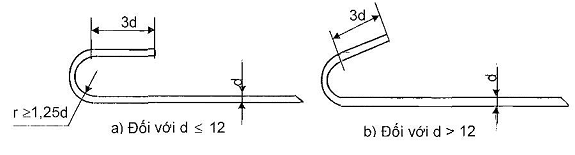 3d
3d
d
d
r ≥1,25d
a) Đối với d ≤ 12
b) Đối với d > 12